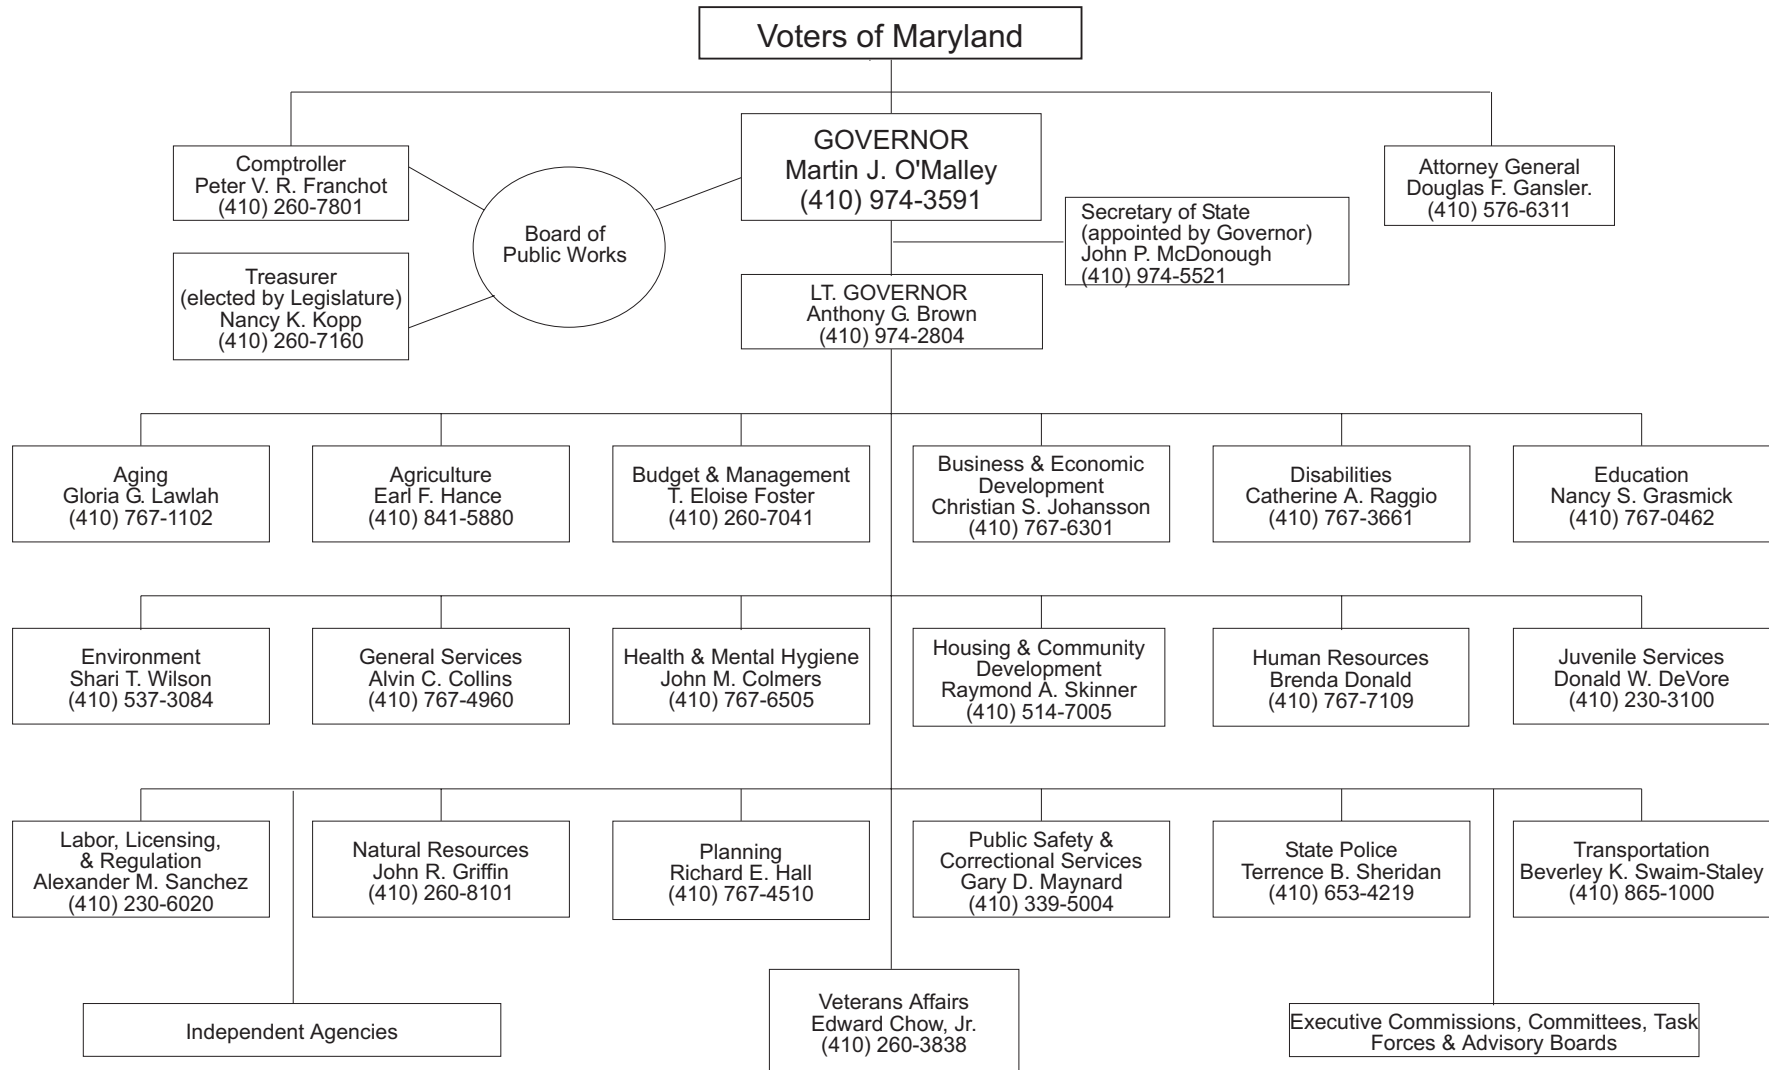 Voters of Maryland
GOVERNOR
Martin J. O'Malley
(410) 974-3591
Comptroller
Peter V. R. Franchot
(410) 260-7801
Attorney General
Douglas F. Gansler.
(410) 576-6311
Board of
Public Works
Secretary of State
(appointed by Governor)
John P. McDonough
(410) 974-5521
Treasurer
(elected by Legislature)
Nancy K. Kopp
(410) 260-7160
LT. GOVERNOR
Anthony G. Brown
(410) 974-2804
Aging
Gloria G. Lawlah
(410) 767-1102
Agriculture
Earl F. Hance
(410) 841-5880
Budget & Management
T. Eloise Foster
(410) 260-7041
Business & Economic
Development
Christian S. Johansson
(410) 767-6301
Disabilities
Catherine A. Raggio
(410) 767-3661
Education
Nancy S. Grasmick
(410) 767-0462
Environment
Shari T. Wilson
(410) 537-3084
General Services
Alvin C. Collins
(410) 767-4960
Health & Mental Hygiene
John M. Colmers
(410) 767-6505
Housing & Community
Development
Raymond A. Skinner
(410) 514-7005
Human Resources
Brenda Donald
(410) 767-7109
Juvenile Services
Donald W. DeVore
(410) 230-3100
Labor, Licensing,
& Regulation
Alexander M. Sanchez
(410) 230-6020
Natural Resources
John R. Griffin
(410) 260-8101
Planning
Richard E. Hall
(410) 767-4510
Public Safety &
Correctional Services
Gary D. Maynard
(410) 339-5004
State Police
Terrence B. Sheridan
(410) 653-4219
Transportation
Beverley K. Swaim-Staley
(410) 865-1000
Independent Agencies
Veterans Affairs
Edward Chow, Jr.
(410) 260-3838
Executive Commissions, Committees, Task
Forces & Advisory Boards